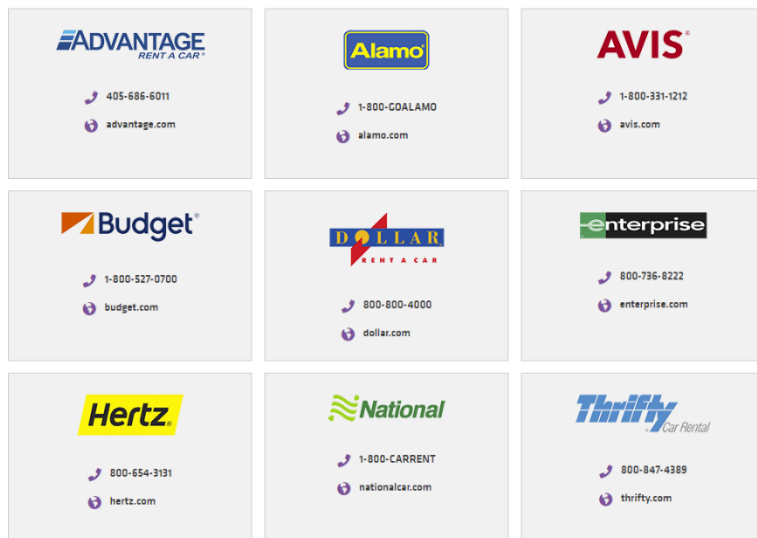 ADVANTAGE
RENT A CAR®
405-686-6011
advantage.com
Alamo®
1-800-GOALAMO
alamo.com
AVIS®
1-800-331-1212
avis.com
Budget®
1-800-527-0700
budget.com
DOLLAR
RENT A CAR
800-800-4000
dollar.com
enterprise
800-736-8222
enterprise.com
Hertz®
800-654-3131
hertz.com
National
1-800-CARRENT
nationalcar.com
Thrifty
Car Rental
800-847-4389
thrifty.com